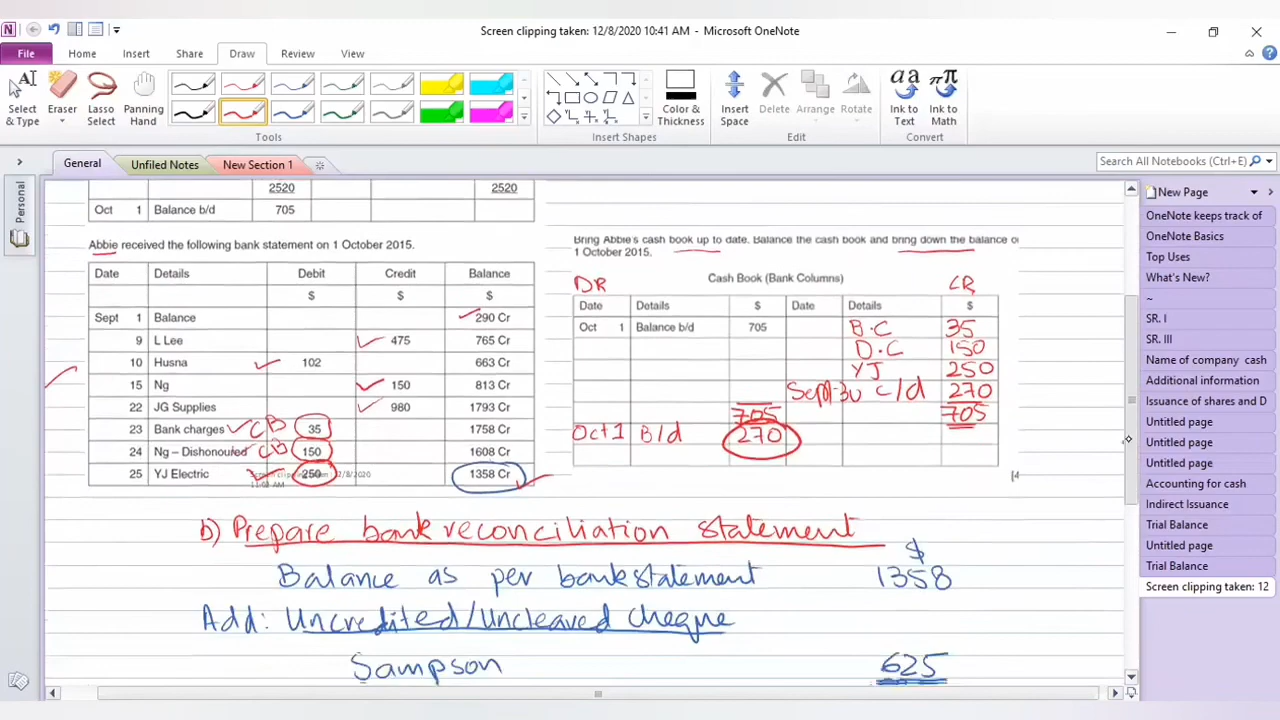 Screen clipping taken: 12/8/2020 10:41 AM - Microsoft OneNote
File Home Insert Share Draw Review View
Select & Type
Eraser
Lasso Select
Panning Hand
Color & Thickness
Insert Space
Delete
Arrange
Rotate
Ink to Text
Ink to Math
Tools
Insert Shapes
Edit
Convert
General Unfiled Notes New Section 1
Search All Notebooks (Ctrl+E)
Personal
2520 2520
Oct 1 Balance b/d 705
Abbie received the following bank statement on 1 October 2015.
Date Details Debit Credit Balance
$ $ $
Sept 1 Balance 290 Cr
9 L Lee 475 765 Cr
10 Husna 102 663 Cr
15 Ng 150 813 Cr
22 JG Supplies 980 1793 Cr
23 Bank charges CB 35 1758 Cr
24 Ng – Dishonoured CB 150 1608 Cr
25 YJ Electric 250 1358 Cr
Bring Abbie's cash book up to date. Balance the cash book and bring down the balance
1 October 2015.
Cash Book (Bank Columns)
DR CR
Date Details $ Date Details $
Oct 1 Balance b/d 705 B.C 35
D.C 150
YJ 250
Sept 30 c/d 270
705 705
Oct 1 B/d 270
[4
b) Prepare bank reconciliation statement
$
Balance as per bank statement 1358
Add: Uncredited/Uncleared cheque
Sampson 625
New Page
OneNote keeps track of
OneNote Basics
Top Uses
What's New?
~
SR. I
SR. III
Name of company cash
Additional information
Issuance of shares and D
Untitled page
Untitled page
Untitled page
Accounting for cash
Indirect Issuance
Trial Balance
Untitled page
Trial Balance
Screen clipping taken: 12